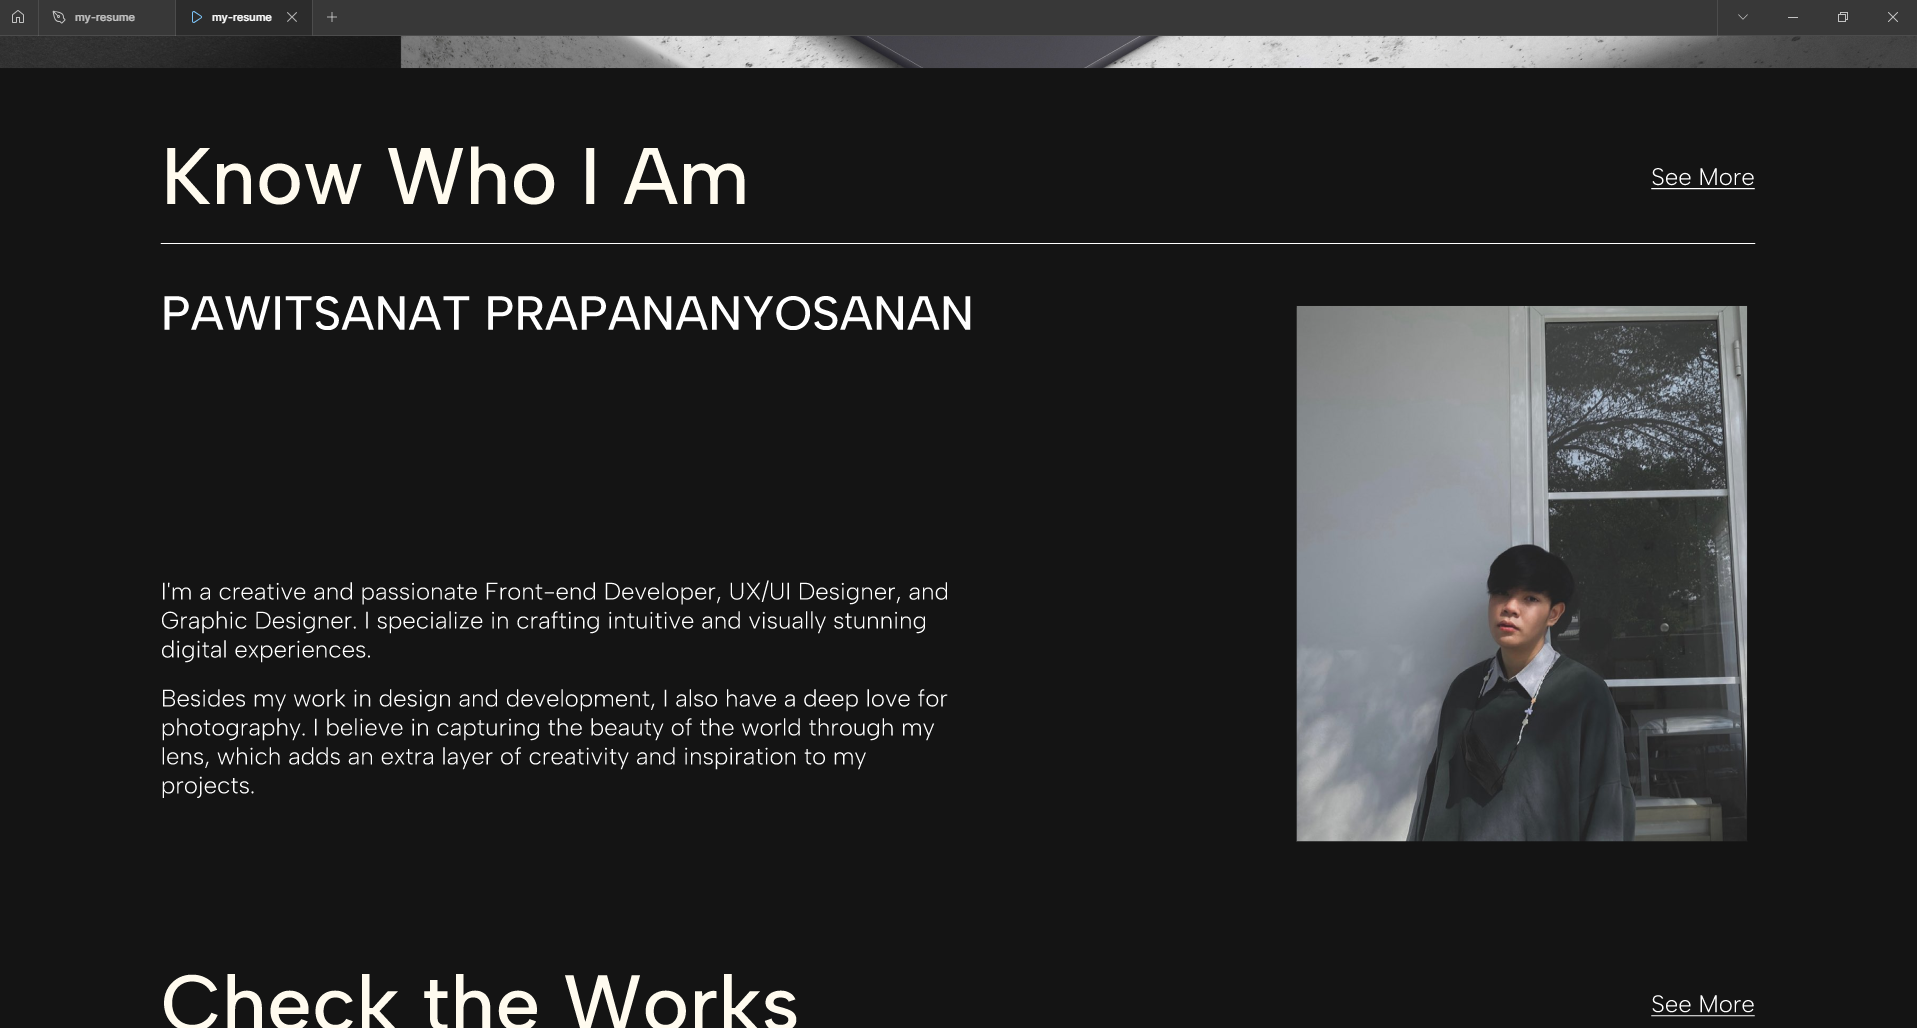 my-resume
my-resume
Know Who I Am
See More
PAWITSANAT PRAPANANYOSANAN
I'm a creative and passionate Front-end Developer, UX/UI Designer, and
Graphic Designer. I specialize in crafting intuitive and visually stunning
digital experiences.
Besides my work in design and development, I also have a deep love for
photography. I believe in capturing the beauty of the world through my
lens, which adds an extra layer of creativity and inspiration to my
projects.
Check the Works
See More